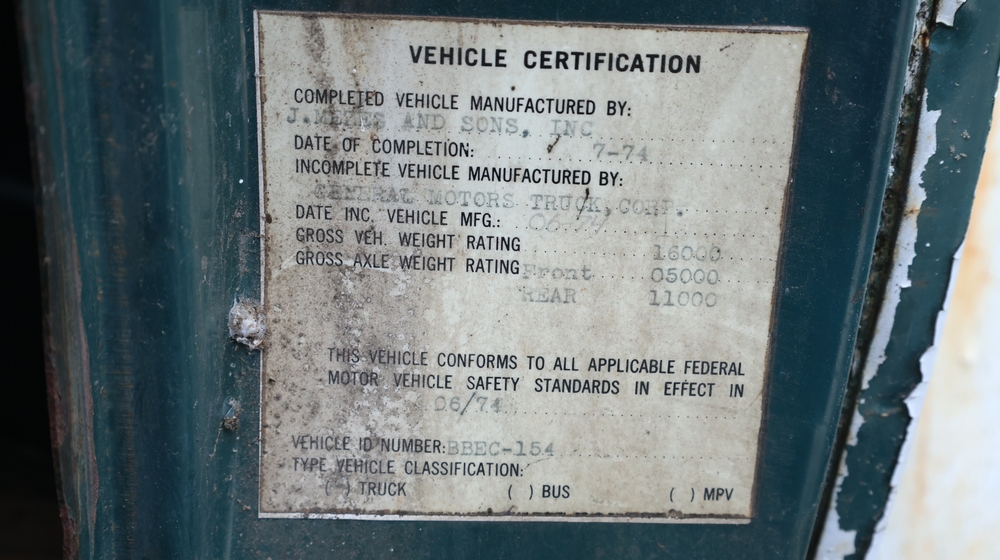 VEHICLE CERTIFICATION
COMPLETED VEHICLE MANUFACTURED BY:
J. AND SONS, INC
DATE OF COMPLETION: 7-74
INCOMPLETE VEHICLE MANUFACTURED BY:
GENERAL MOTORS TRUCK, CORP.
DATE INC. VEHICLE MFG.:
GROSS VEH. WEIGHT RATING 16000
GROSS AXLE WEIGHT RATING Front 05000
REAR 11000
THIS VEHICLE CONFORMS TO ALL APPLICABLE FEDERAL
MOTOR VEHICLE SAFETY STANDARDS IN EFFECT IN
06/74
VEHICLE ID NUMBER: BBEC-154
TYPE VEHICLE CLASSIFICATION:
( ) TRUCK ( ) BUS ( ) MPV